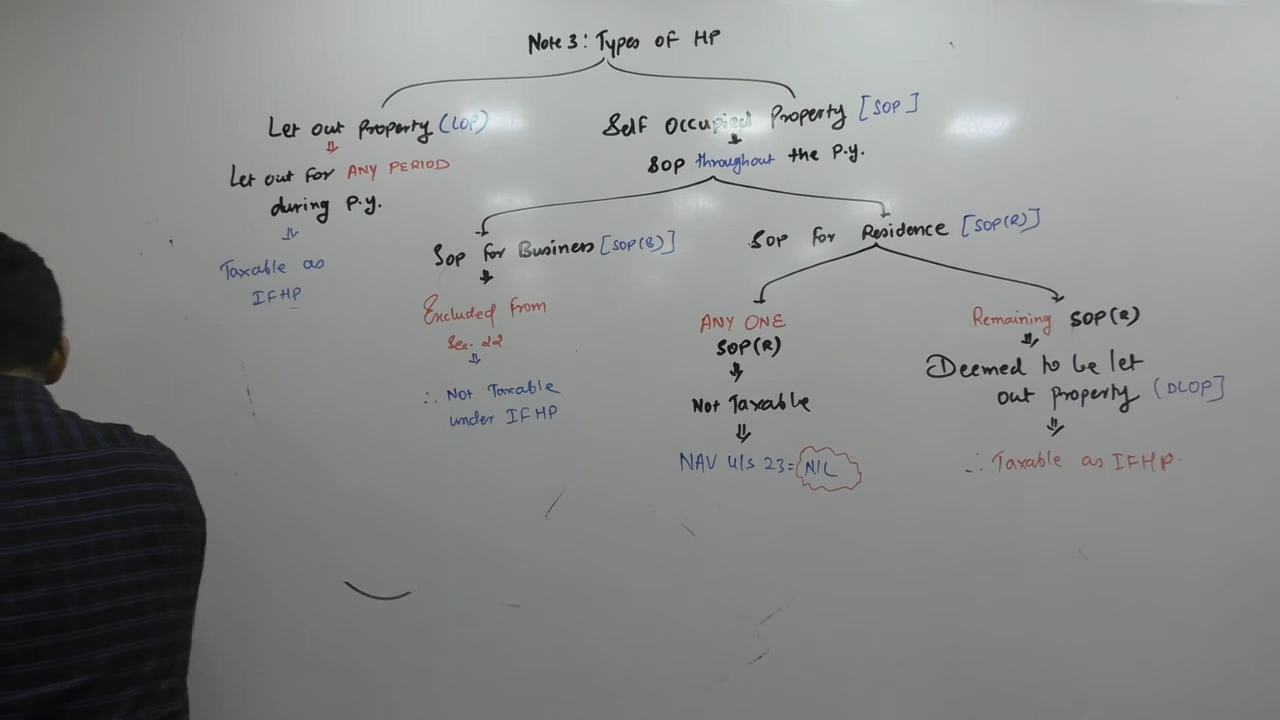 Note 3: Types of HP
Let out Property (LOP)
Let out for ANY PERIOD
during P.y.
Taxable as
IFHP
Self Occupied Property [SOP]
SOP throughout the P.y.
Sop for Business [SOP(B)]
Excluded from
Sec. 22
∴ Not Taxable
under IFHP
Sop for Residence [SOP(R)]
ANY ONE
SOP(R)
Not Taxable
NAV u/s 23 = NIL
Remaining SOP(R)
Deemed to be let
out property (DLOP]
∴ Taxable as IFHP.